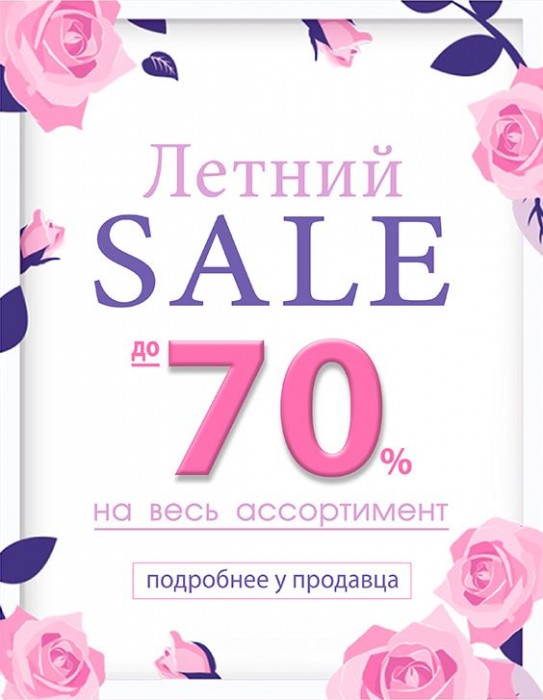 Летний
SALE
до 70%
на весь ассортимент
подробнее у продавца